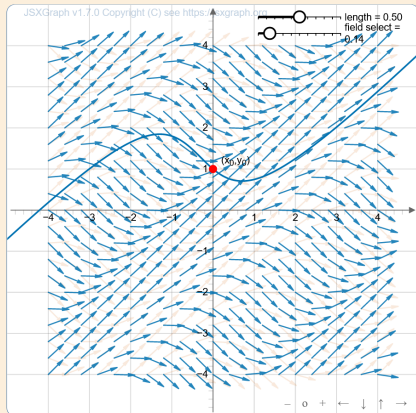 JSXGraph v1.7.0 Copyright (C) see https://jsxgraph.org
length = 0.50
field select =
0.14
4
3
2
(x₀,y₀)
1
−4 −3 −2 −1 0 1 2 3 4
−1
−2
−3
−4
– o + ← ↓ ↑ →